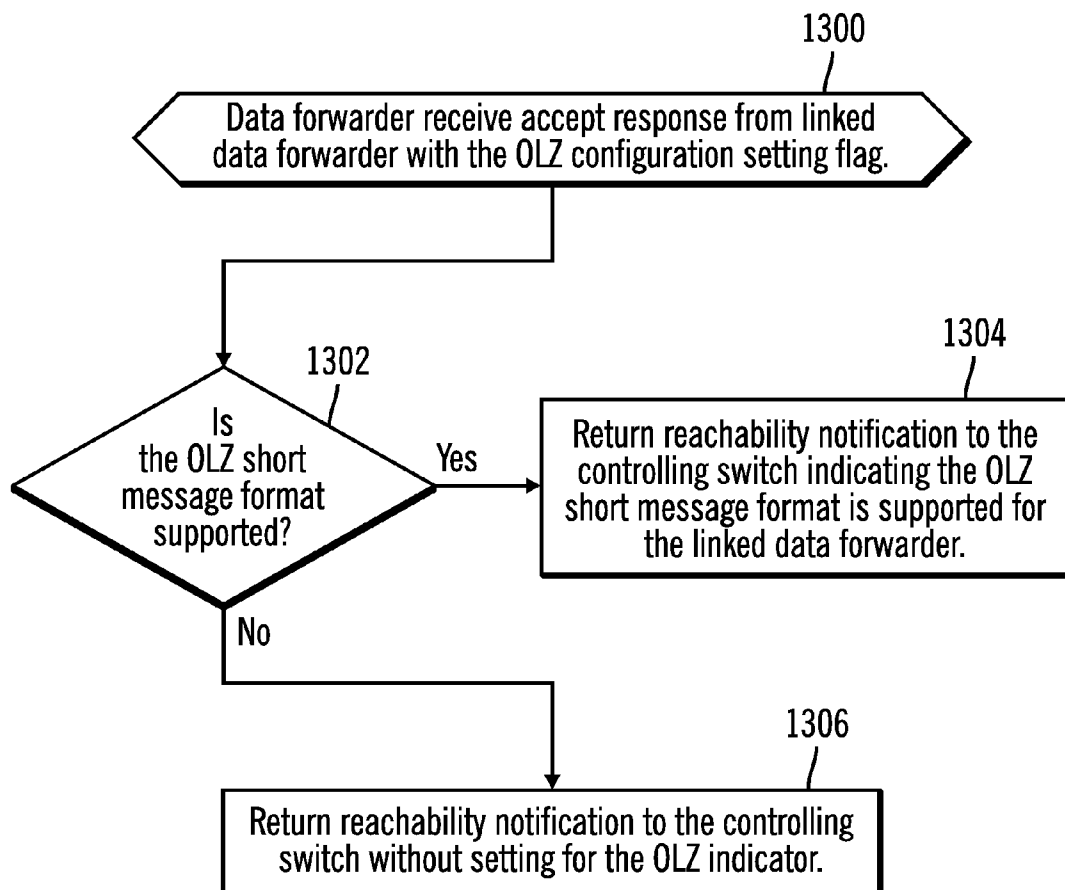 1300
Data forwarder receive accept response from linked
data forwarder with the OLZ configuration setting flag.
1302
Is
the OLZ short
message format
supported?
Yes
1304
Return reachability notification to the
controlling switch indicating the OLZ
short message format is supported for
the linked data forwarder.
No
1306
Return reachability notification to the controlling
switch without setting for the OLZ indicator.